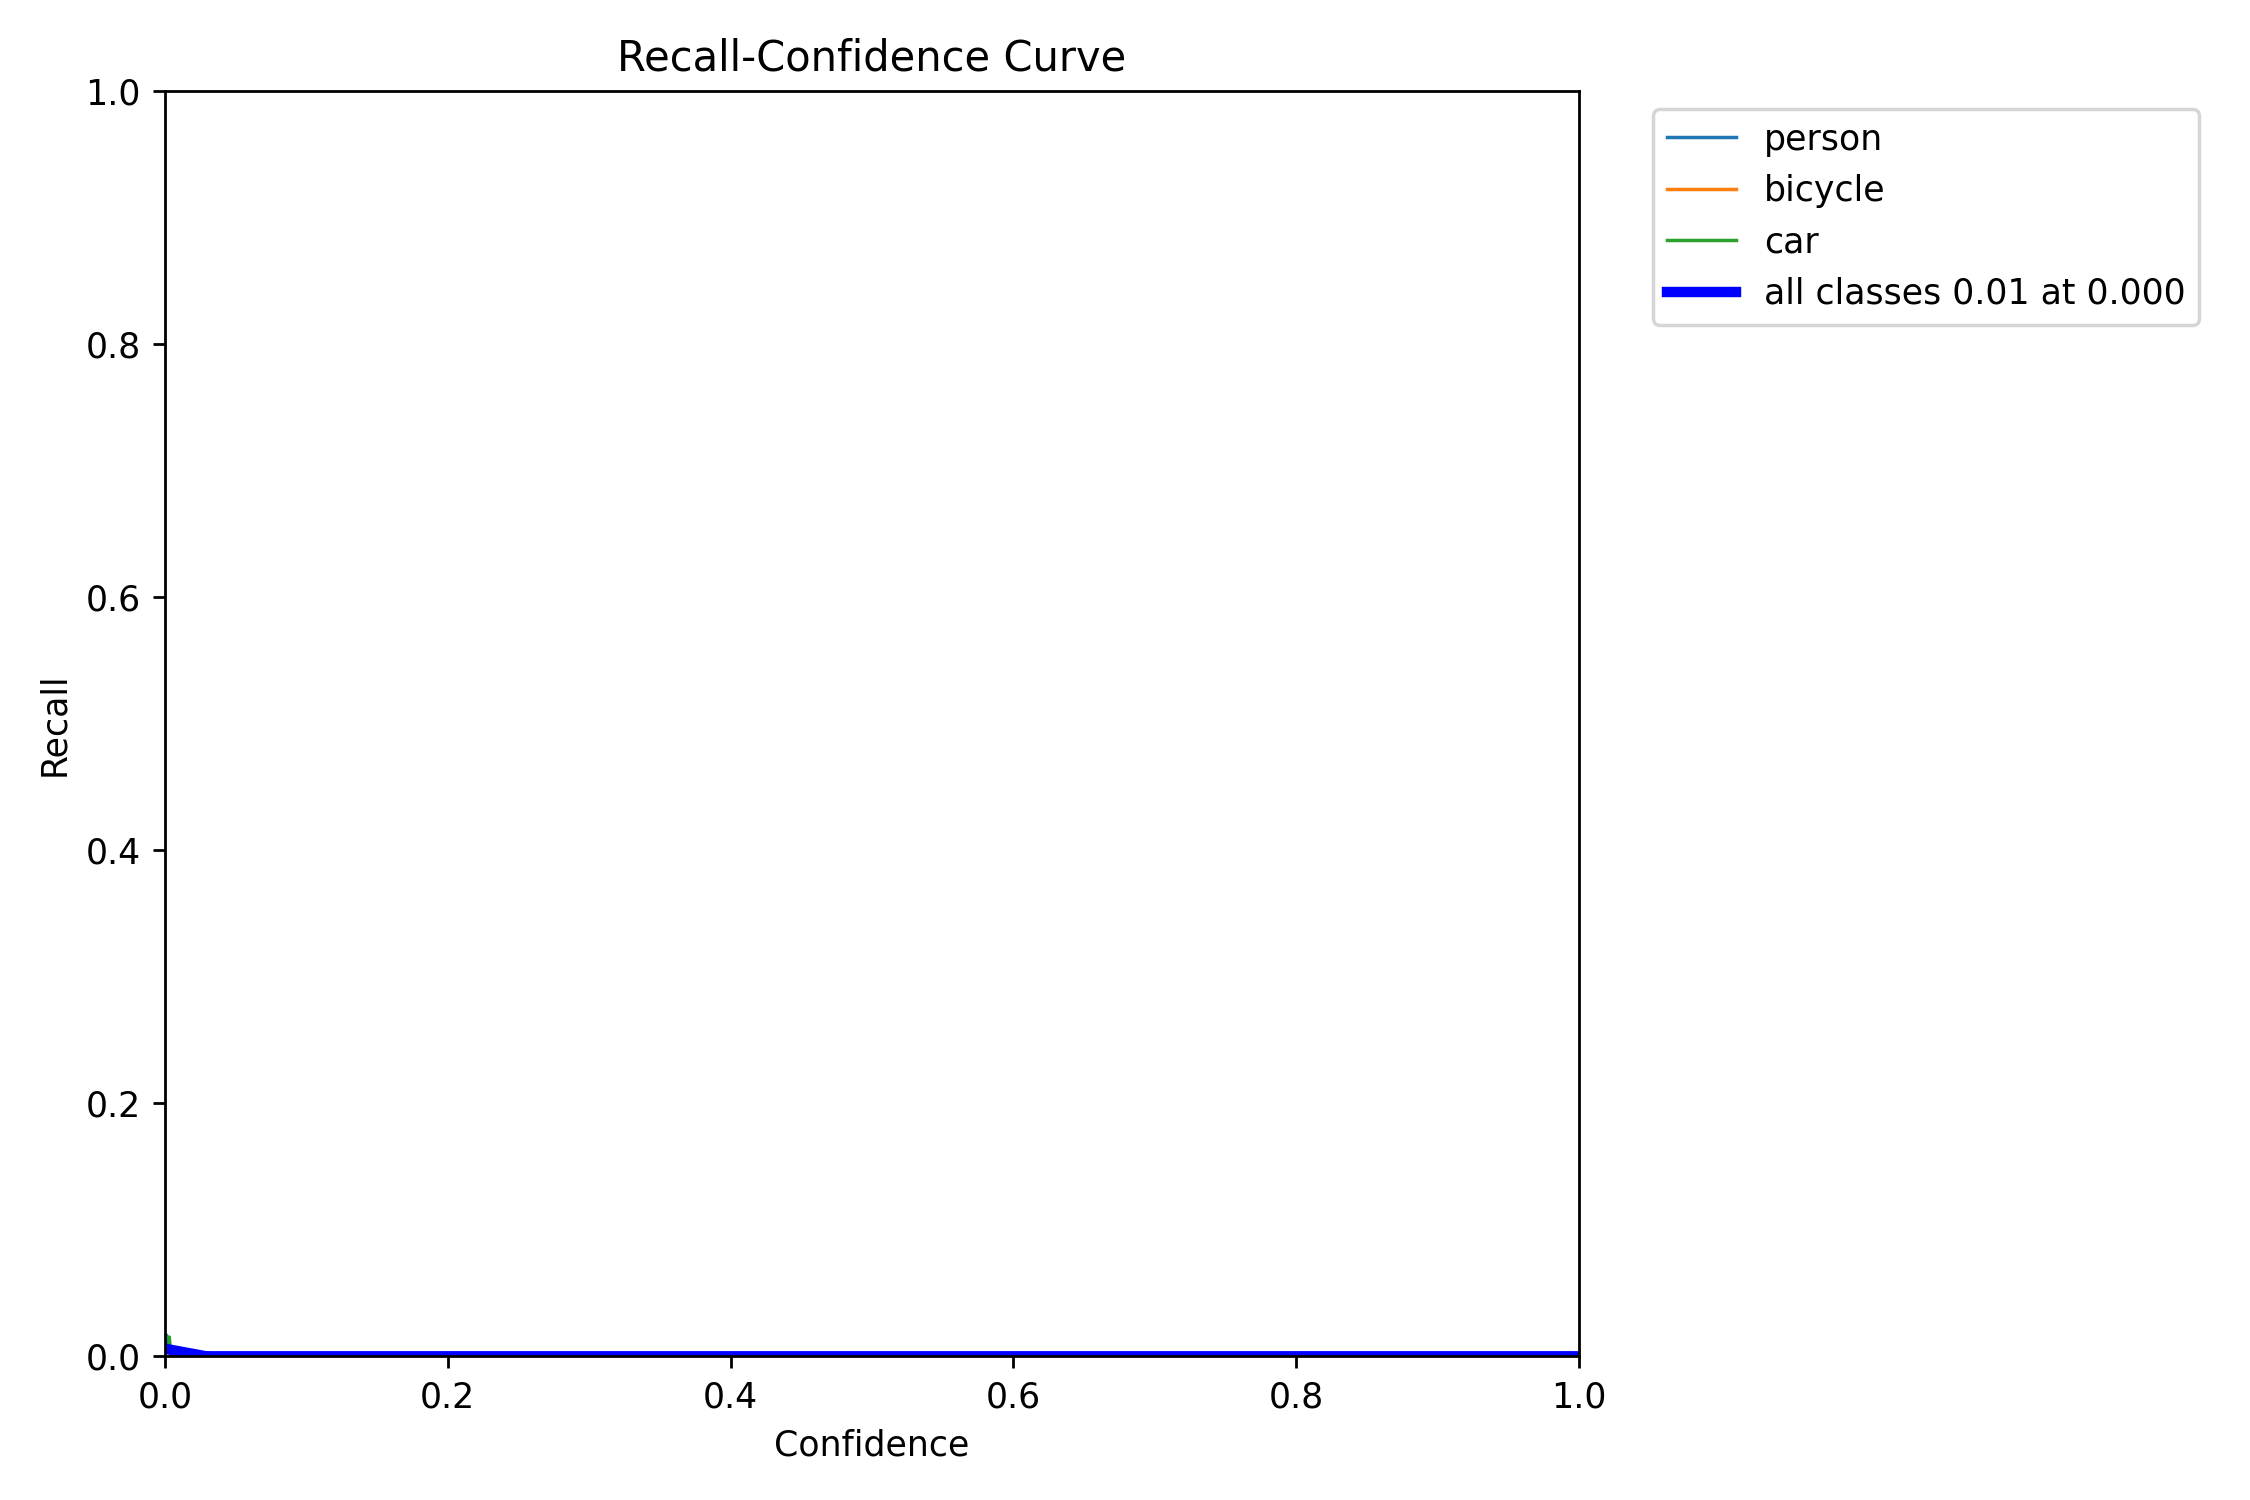 Recall-Confidence Curve
1.0
0.8
0.6
0.4
0.2
0.0
Recall
0.0 0.2 0.4 0.6 0.8 1.0
Confidence
person
bicycle
car
all classes 0.01 at 0.000